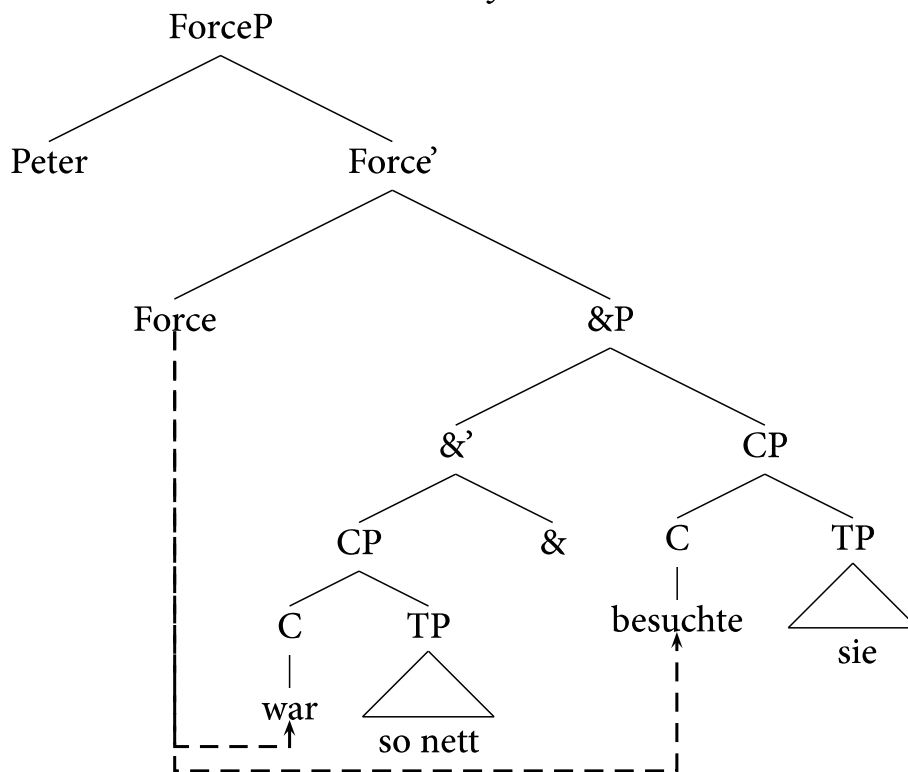 ForceP
Peter Force’
Force &P
&’ CP
CP & C TP
C TP besuchte sie
war so nett